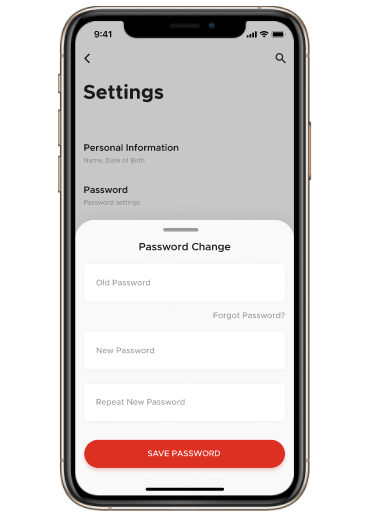 9:41
Settings
Personal Information
Name, Date of Birth
Password
Password settings
Password Change
Old Password
Forgot Password?
New Password
Repeat New Password
SAVE PASSWORD